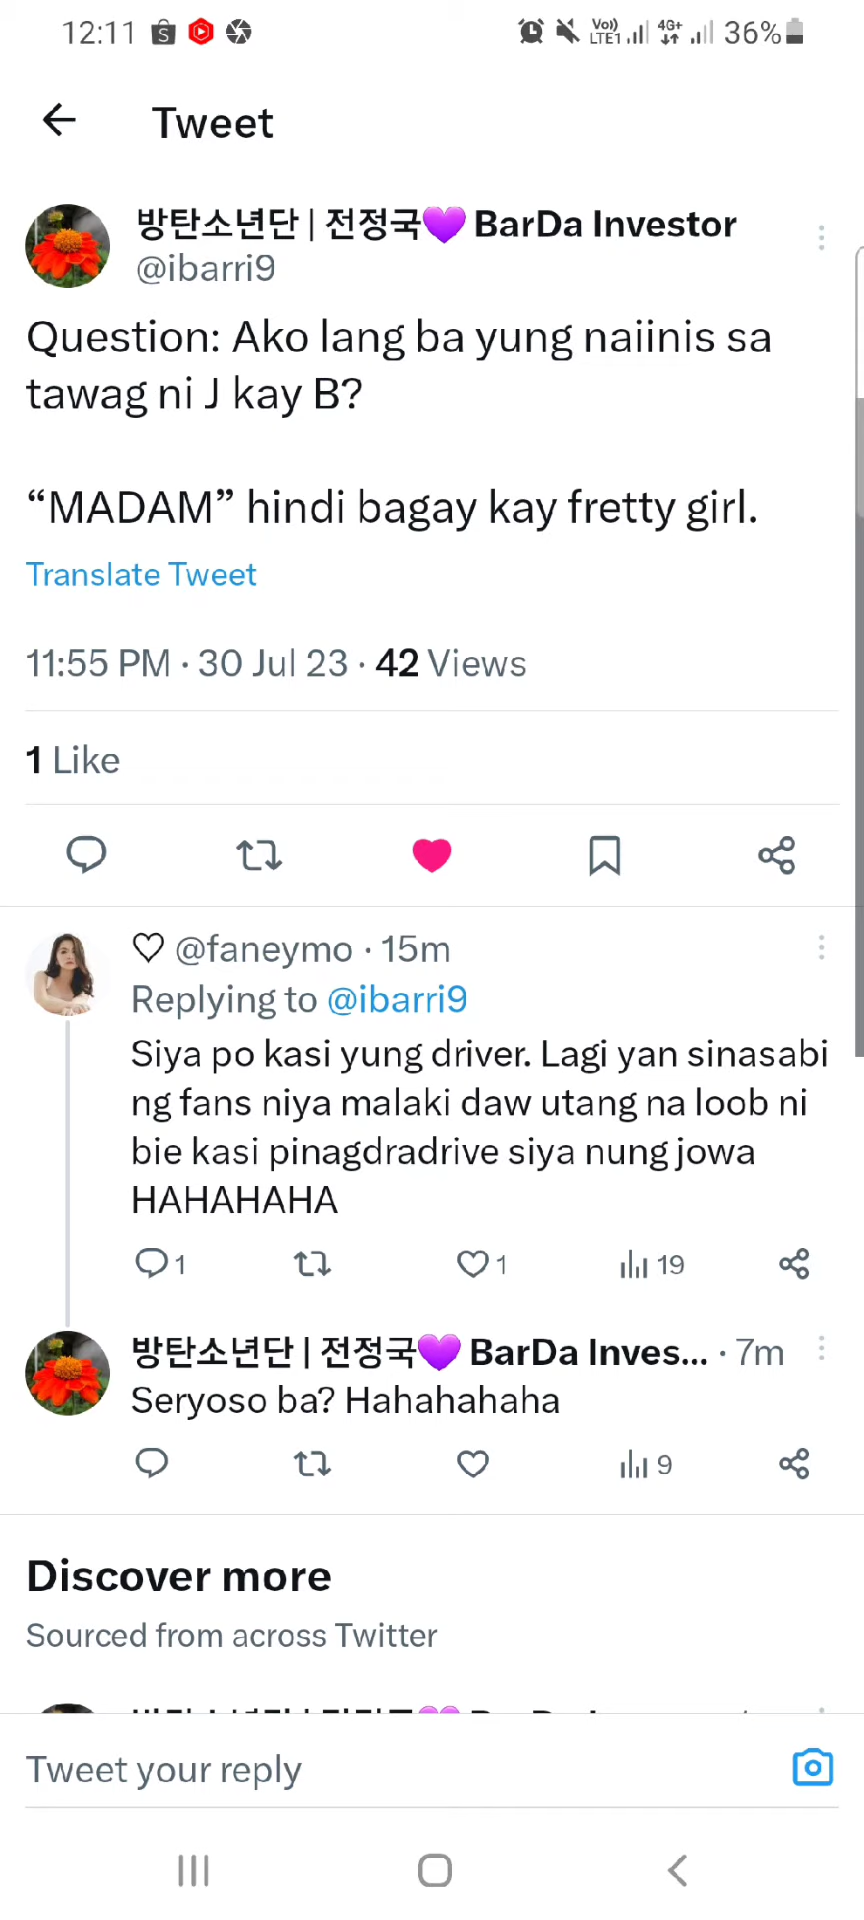 12:11
Vo)) LTE1 4G+ 36%
Tweet
방탄소년단 | 전정국💜 BarDa Investor
@ibarri9
Question: Ako lang ba yung naiinis sa
tawag ni J kay B?
“MADAM” hindi bagay kay fretty girl.
Translate Tweet
11:55 PM · 30 Jul 23 · 42 Views
1 Like
♡ @faneymo · 15m
Replying to @ibarri9
Siya po kasi yung driver. Lagi yan sinasabi
ng fans niya malaki daw utang na loob ni
bie kasi pinagdradrive siya nung jowa
HAHAHAHA
1 1 19
방탄소년단 | 전정국💜 BarDa Inves... · 7m
Seryoso ba? Hahahahaha
9
Discover more
Sourced from across Twitter
Tweet your reply